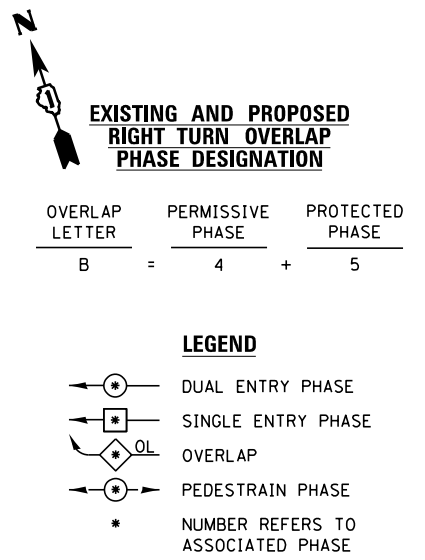 N
EXISTING AND PROPOSED
RIGHT TURN OVERLAP
PHASE DESIGNATION
OVERLAP LETTER PERMISSIVE PHASE PROTECTED PHASE
B = 4 + 5
LEGEND
* DUAL ENTRY PHASE
* SINGLE ENTRY PHASE
* OL OVERLAP
* PEDESTRAIN PHASE
* NUMBER REFERS TO
ASSOCIATED PHASE